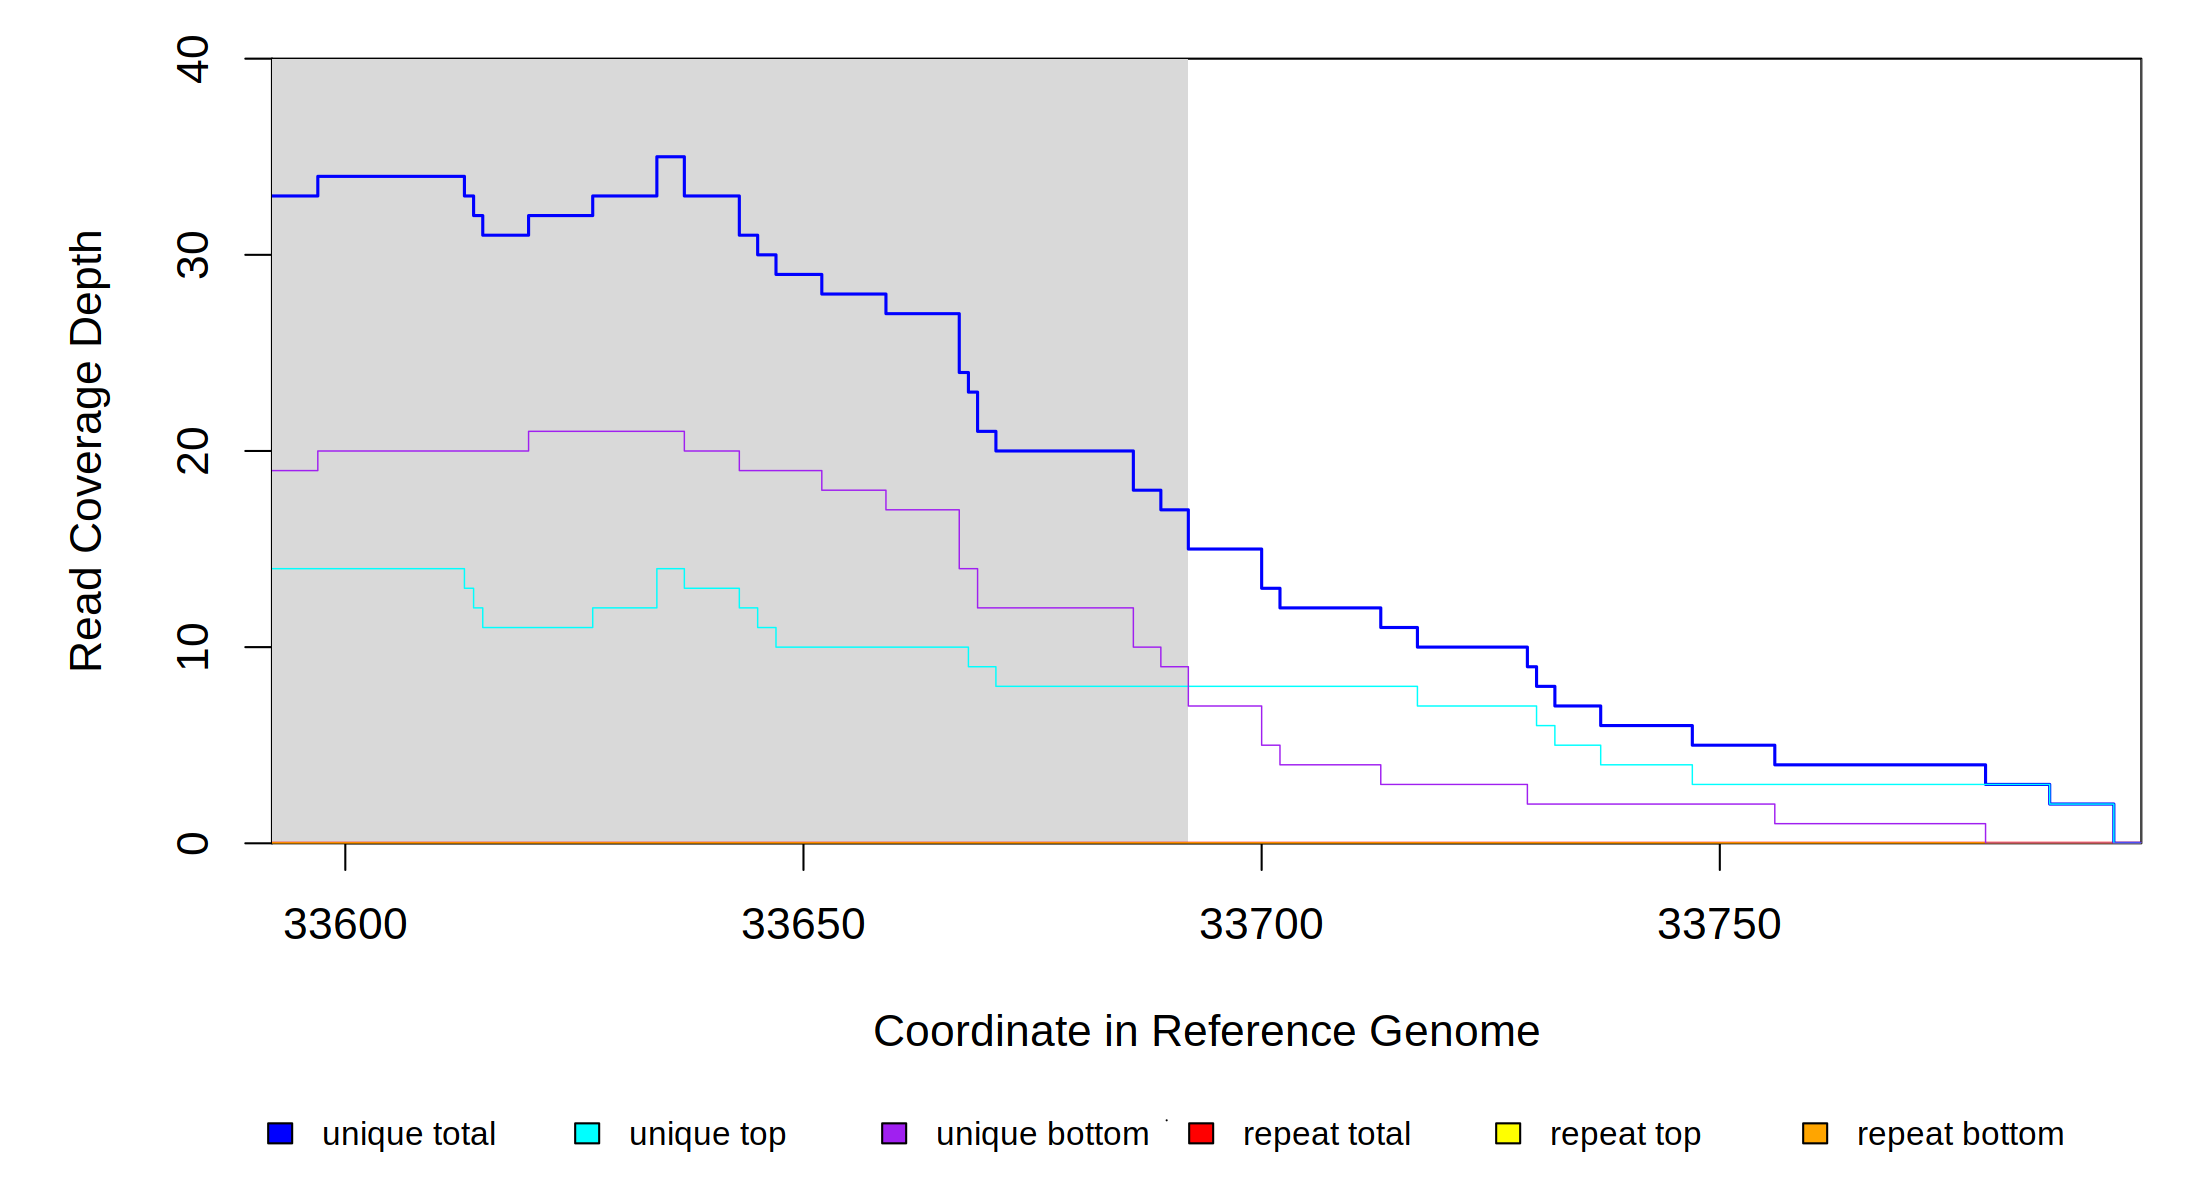 40
30
20
10
0
Read Coverage Depth
33600 33650 33700 33750
Coordinate in Reference Genome
unique total unique top unique bottom repeat total repeat top repeat bottom